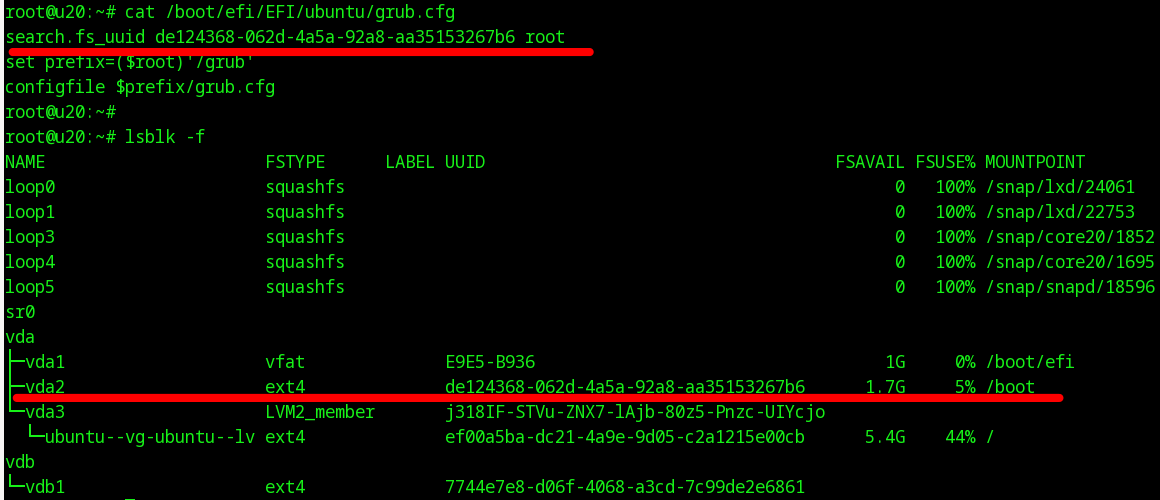 root@u20:~# cat /boot/efi/EFI/ubuntu/grub.cfg
search.fs_uuid de124368-062d-4a5a-92a8-aa35153267b6 root
set prefix=($root)'/grub'
configfile $prefix/grub.cfg
root@u20:~#
root@u20:~# lsblk -f
NAME FSTYPE LABEL UUID FSAVAIL FSUSE% MOUNTPOINT
loop0 squashfs 0 100% /snap/lxd/24061
loop1 squashfs 0 100% /snap/lxd/22753
loop3 squashfs 0 100% /snap/core20/1852
loop4 squashfs 0 100% /snap/core20/1695
loop5 squashfs 0 100% /snap/snapd/18596
sr0
vda
├─vda1 vfat E9E5-B936 1G 0% /boot/efi
├─vda2 ext4 de124368-062d-4a5a-92a8-aa35153267b6 1.7G 5% /boot
└─vda3 LVM2_member j318IF-STVu-ZNX7-lAjb-80z5-Pnzc-UIYcjo
└─ubuntu--vg-ubuntu--lv ext4 ef00a5ba-dc21-4a9e-9d05-c2a1215e00cb 5.4G 44% /
vdb
└─vdb1 ext4 7744e7e8-d06f-4068-a3cd-7c99de2e6861